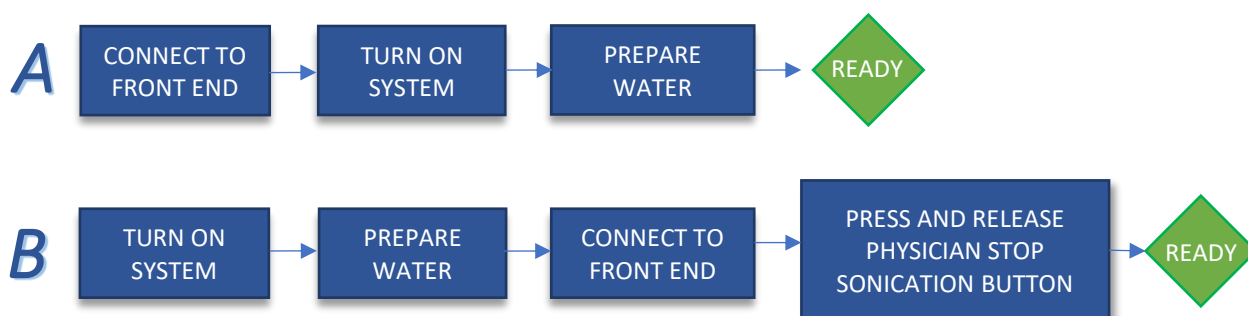 A
CONNECT TO
FRONT END
TURN ON
SYSTEM
PREPARE
WATER
READY
B
TURN ON
SYSTEM
PREPARE
WATER
CONNECT TO
FRONT END
PRESS AND RELEASE
PHYSICIAN STOP
SONICATION BUTTON
READY